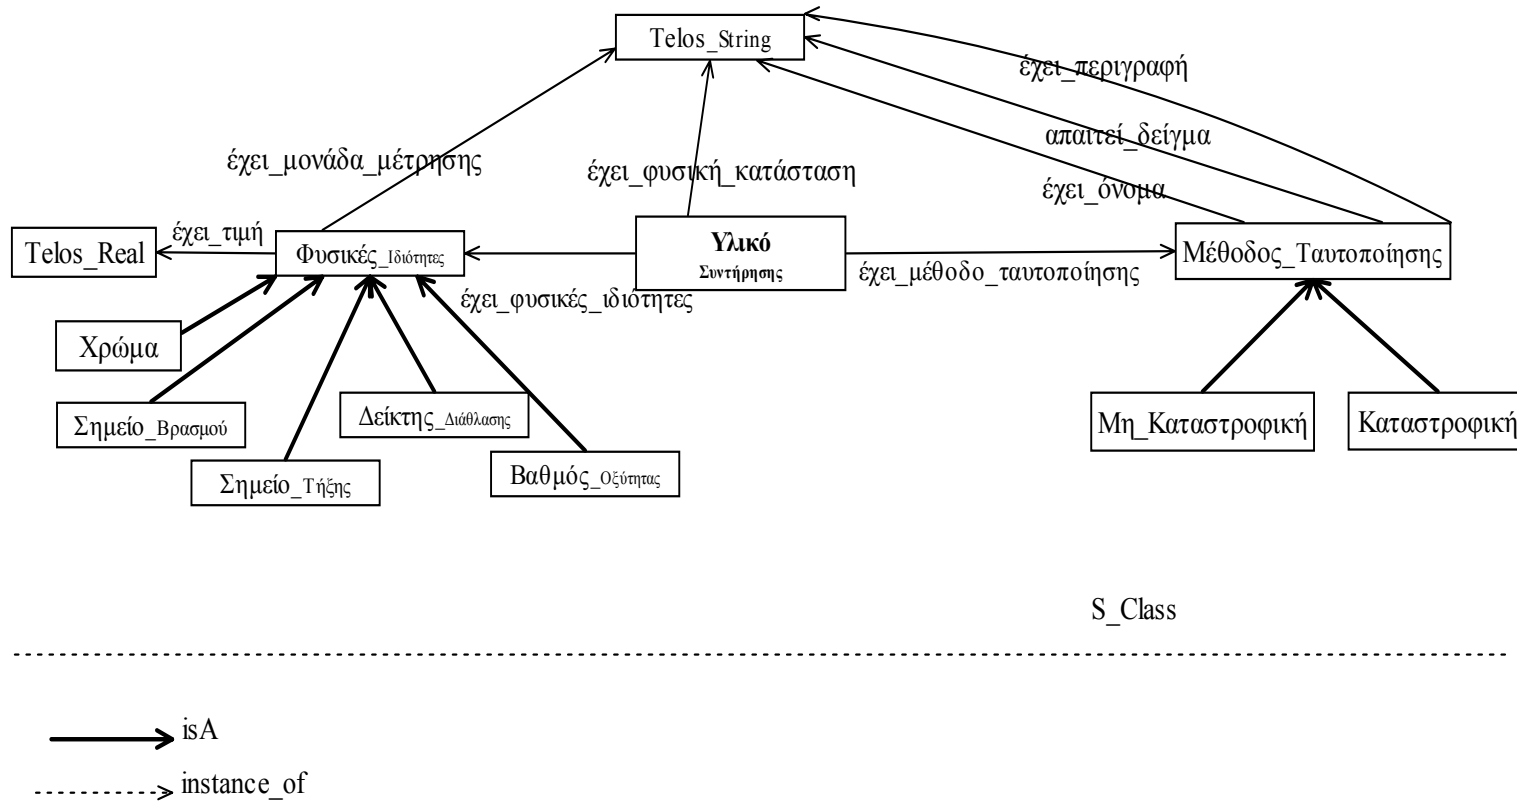 Telos_String
έχει_περιγραφή
απαιτεί_δείγμα
έχει_μονάδα_μέτρησης
έχει_φυσική_κατάσταση
έχει_όνομα
Telos_Real
έχει_τιμή
Φυσικές_Ιδιότητες
Υλικό
Συντήρησης
έχει_μέθοδο_ταυτοποίησης
Μέθοδος_Ταυτοποίησης
έχει_φυσικές_ιδιότητες
Χρώμα
Σημείο_Βρασμού
Δείκτης_Διάθλασης
Μη_Καταστροφική
Καταστροφική
Σημείο_Τήξης
Βαθμός_Οξύτητας
S_Class
isA
instance_of